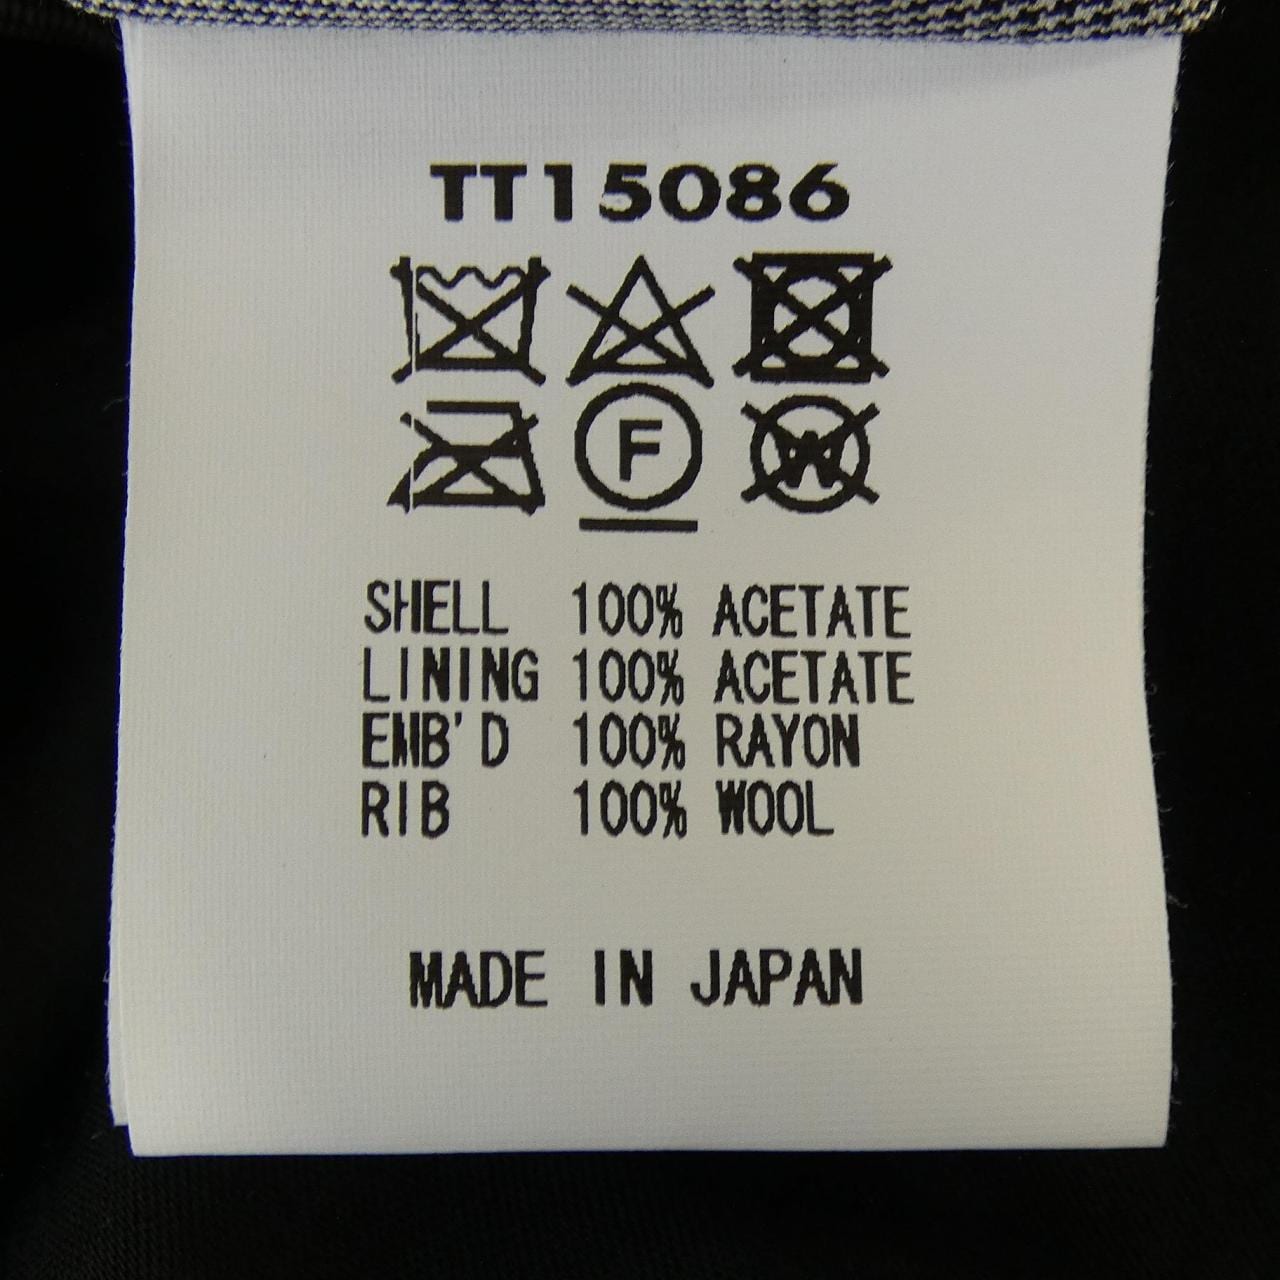 TT15086
F W
SHELL 100% ACETATE
LINING 100% ACETATE
EMB'D 100% RAYON
RIB 100% WOOL
MADE IN JAPAN